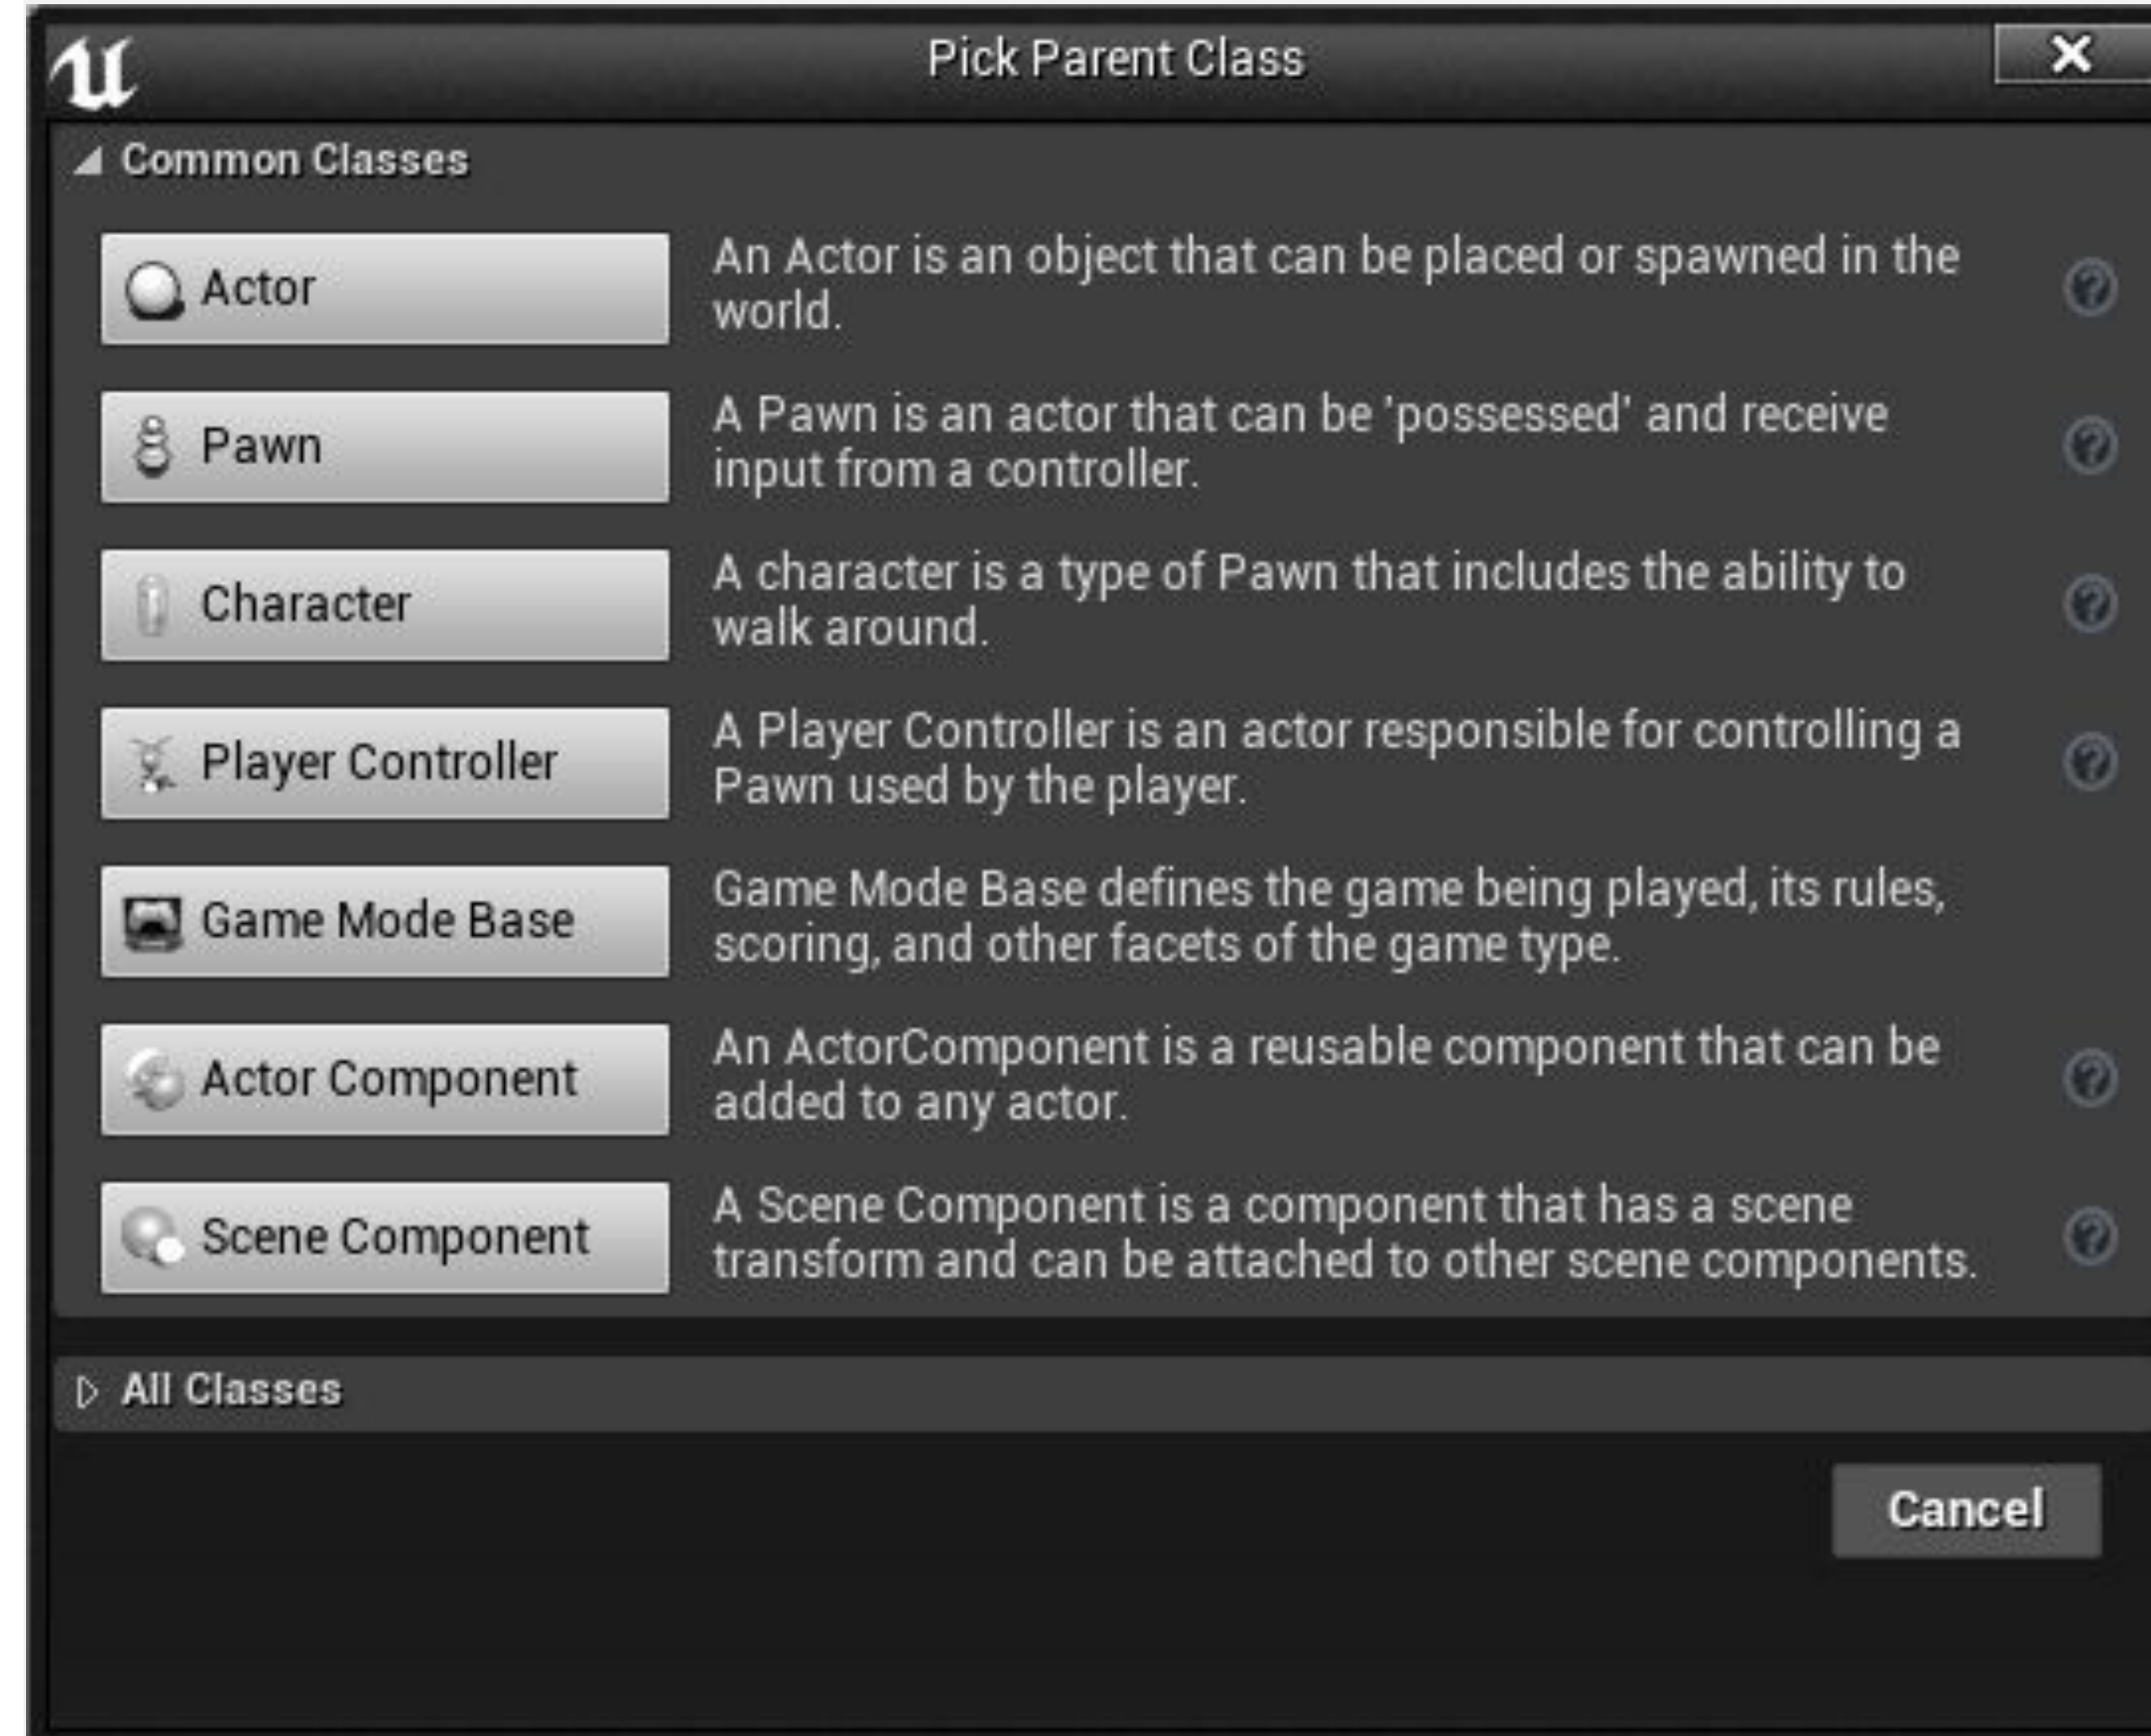 Pick Parent Class
Common Classes
Actor
An Actor is an object that can be placed or spawned in the
world.
Pawn
A Pawn is an actor that can be 'possessed' and receive
input from a controller.
Character
A character is a type of Pawn that includes the ability to
walk around.
Player Controller
A Player Controller is an actor responsible for controlling a
Pawn used by the player.
Game Mode Base
Game Mode Base defines the game being played, its rules,
scoring, and other facets of the game type.
Actor Component
An ActorComponent is a reusable component that can be
added to any actor.
Scene Component
A Scene Component is a component that has a scene
transform and can be attached to other scene components.
All Classes
Cancel